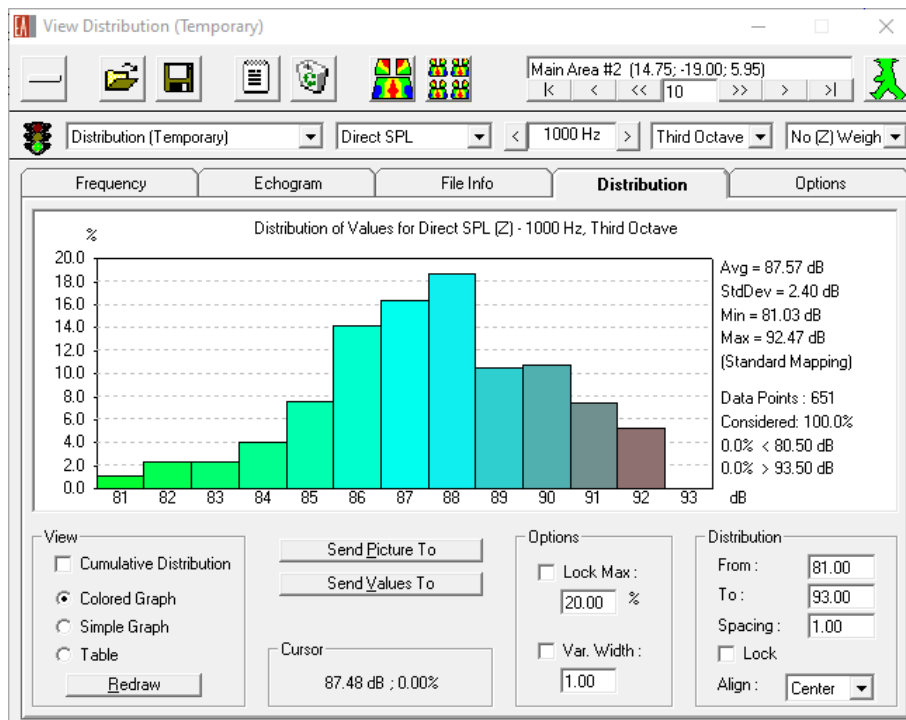 EA View Distribution (Temporary)
Main Area #2 (14.75; -19.00; 5.95)
|< < << 10 >> > >|
Distribution (Temporary) Direct SPL < 1000 Hz > Third Octave No (Z) Weigh
Frequency Echogram File Info Distribution Options
Distribution of Values for Direct SPL (Z) - 1000 Hz, Third Octave
%
20.0
18.0
16.0
14.0
12.0
10.0
8.0
6.0
4.0
2.0
0.0
81 82 83 84 85 86 87 88 89 90 91 92 93 dB
Avg = 87.57 dB
StdDev = 2.40 dB
Min = 81.03 dB
Max = 92.47 dB
(Standard Mapping)
Data Points : 651
Considered: 100.0%
0.0% < 80.50 dB
0.0% > 93.50 dB
View
Cumulative Distribution
Colored Graph
Simple Graph
Table
Redraw
Send Picture To
Send Values To
Cursor
87.48 dB ; 0.00%
Options
Lock Max :
20.00 %
Var. Width :
1.00
Distribution
From : 81.00
To : 93.00
Spacing : 1.00
Lock
Align : Center